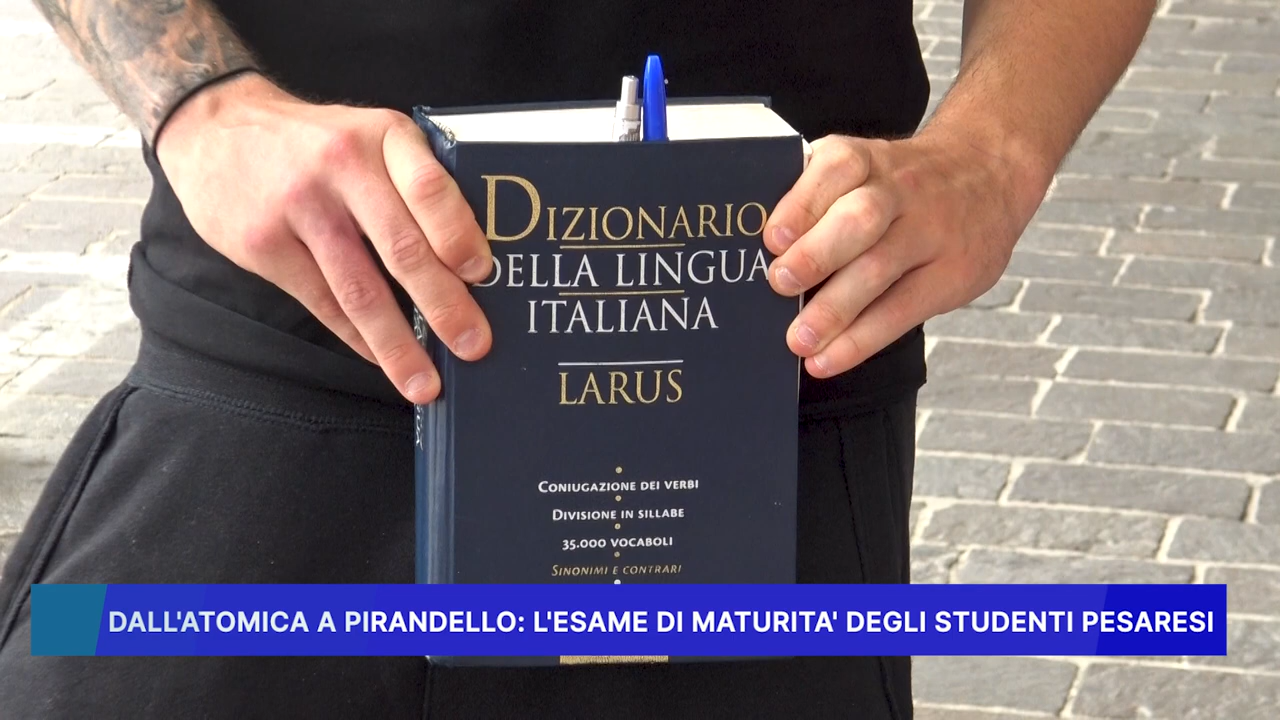 DIZIONARIO
DELLA LINGUA
ITALIANA
LARUS
CONIUGAZIONE DEI VERBI
DIVISIONE IN SILLABE
35.000 VOCABOLI
SINONIMI E CONTRARI
DALL'ATOMICA A PIRANDELLO: L'ESAME DI MATURITA' DEGLI STUDENTI PESARESI